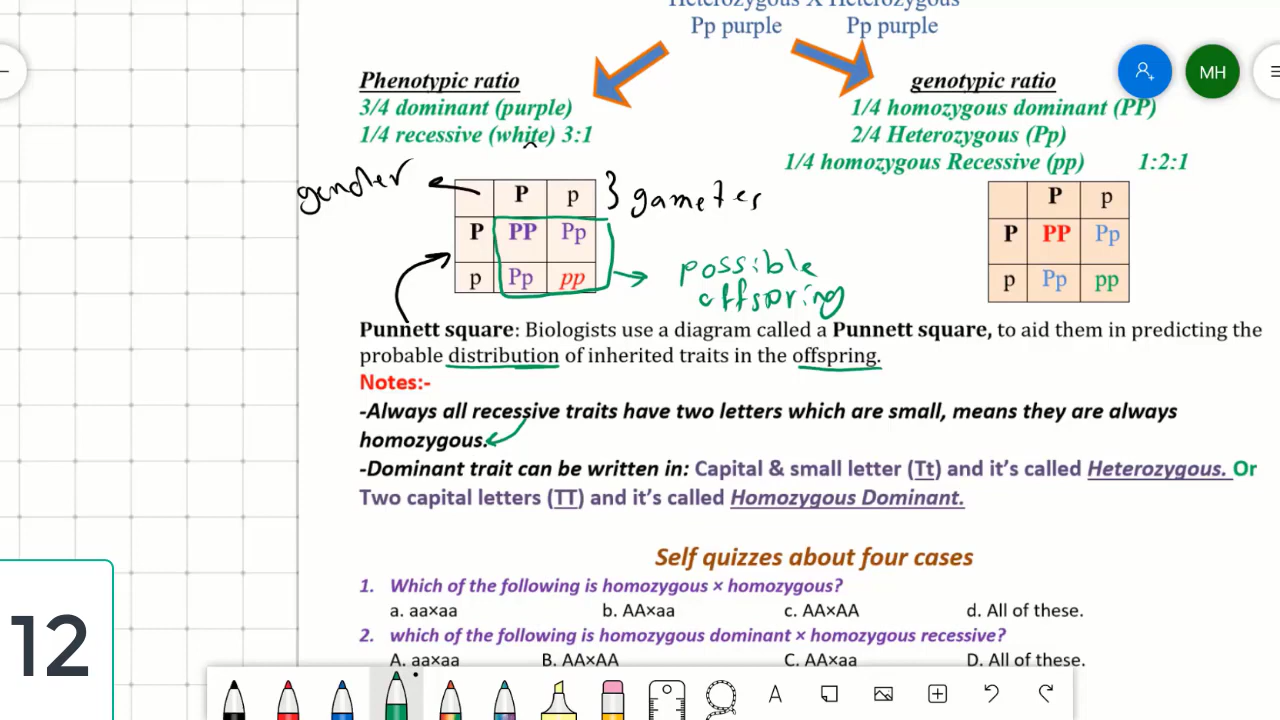 Heterozygous X Heterozygous
Pp purple Pp purple
MH
Phenotypic ratio
3/4 dominant (purple)
1/4 recessive (white) 3:1
genotypic ratio
1/4 homozygous dominant (PP)
2/4 Heterozygous (Pp)
1/4 homozygous Recessive (pp) 1:2:1
gender
P p
P PP Pp
p Pp pp
gametes
possible
offspring
P p
P PP Pp
p Pp pp
Punnett square: Biologists use a diagram called a Punnett square, to aid them in predicting the
probable distribution of inherited traits in the offspring.
Notes:-
-Always all recessive traits have two letters which are small, means they are always
homozygous.
-Dominant trait can be written in: Capital & small letter (Tt) and it's called Heterozygous. Or
Two capital letters (TT) and it's called Homozygous Dominant.
Self quizzes about four cases
1. Which of the following is homozygous × homozygous?
a. aa×aa b. AA×aa c. AA×AA d. All of these.
2. which of the following is homozygous dominant × homozygous recessive?
A. aa×aa B. AA×AA C. AA×aa D. All of these.
12
A